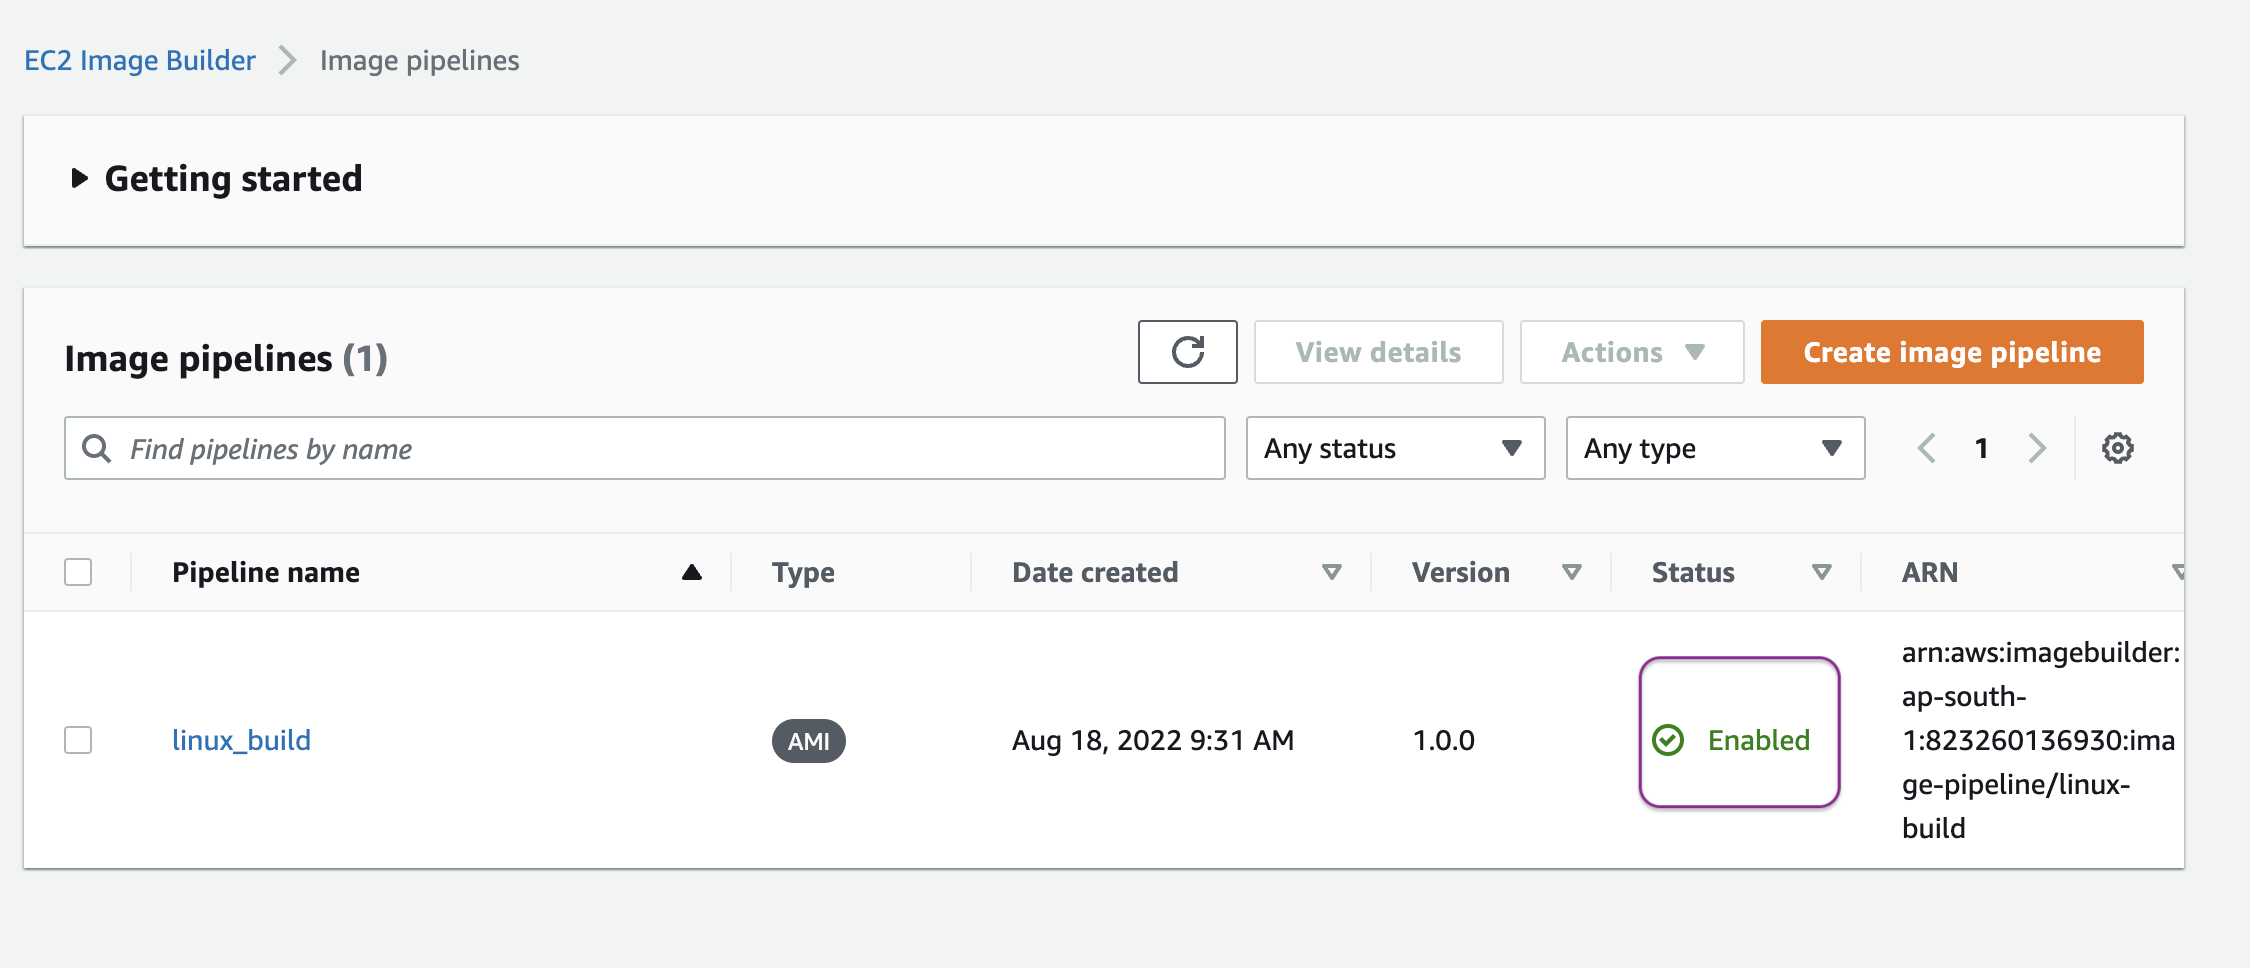 EC2 Image Builder > Image pipelines
Getting started
Image pipelines (1)
View details
Actions
Create image pipeline
Find pipelines by name
Any status
Any type
1
Pipeline name
Type
Date created
Version
Status
ARN
linux_build
AMI
Aug 18, 2022 9:31 AM
1.0.0
Enabled
arn:aws:imagebuilder:
ap-south-
1:823260136930:ima
ge-pipeline/linux-
build